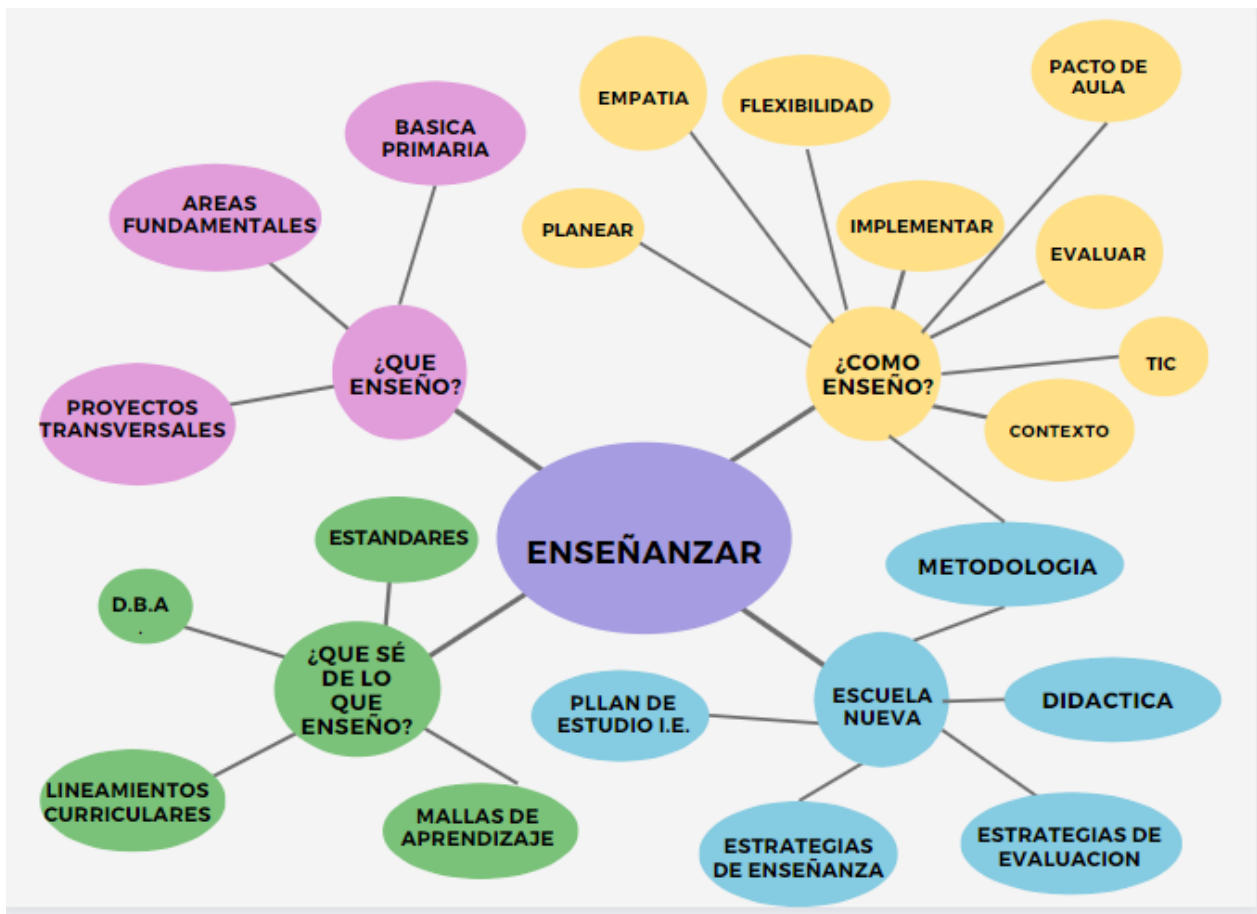 BASICA
PRIMARIA
AREAS
FUNDAMENTALES
¿QUE
ENSEÑO?
PROYECTOS
TRANSVERSALES
EMPATIA
FLEXIBILIDAD
PACTO DE
AULA
PLANEAR
IMPLEMENTAR
EVALUAR
¿COMO
ENSEÑO?
TIC
CONTEXTO
ENSEÑANZAR
ESTANDARES
D.B.A
.
¿QUE SÉ
DE LO
QUE
ENSEÑO?
LINEAMIENTOS
CURRICULARES
MALLAS DE
APRENDIZAJE
METODOLOGIA
ESCUELA
NUEVA
PLLAN DE
ESTUDIO I.E.
DIDACTICA
ESTRATEGIAS
DE ENSEÑANZA
ESTRATEGIAS DE
EVALUACION